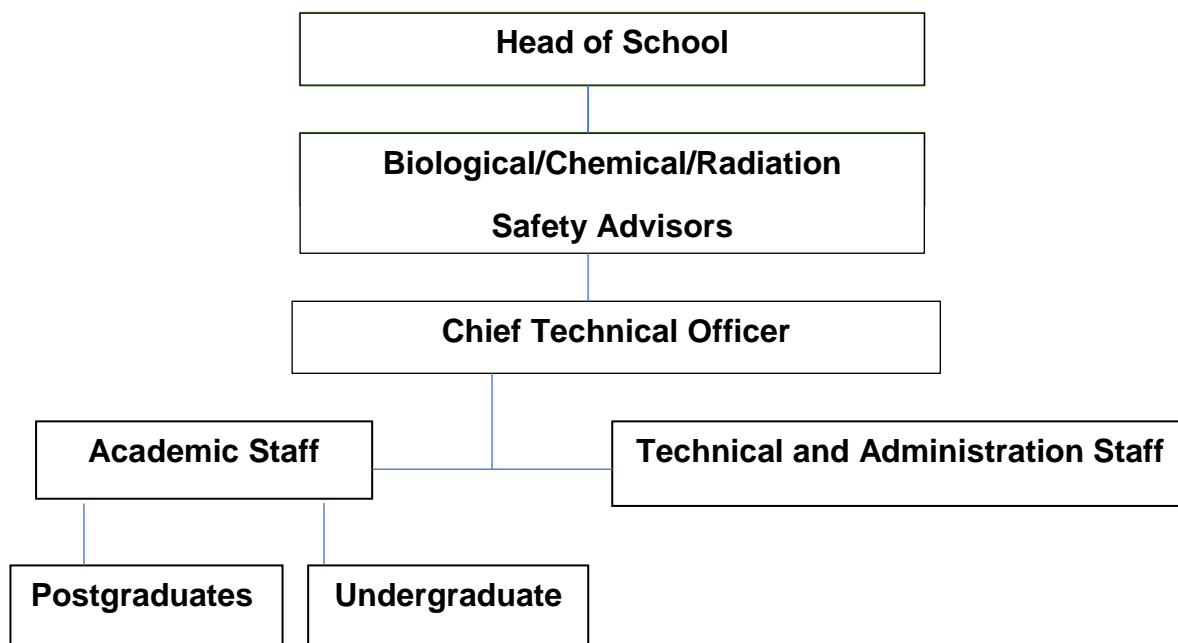 Head of School
Biological/Chemical/Radiation
Safety Advisors
Chief Technical Officer
Academic Staff
Technical and Administration Staff
Postgraduates
Undergraduate